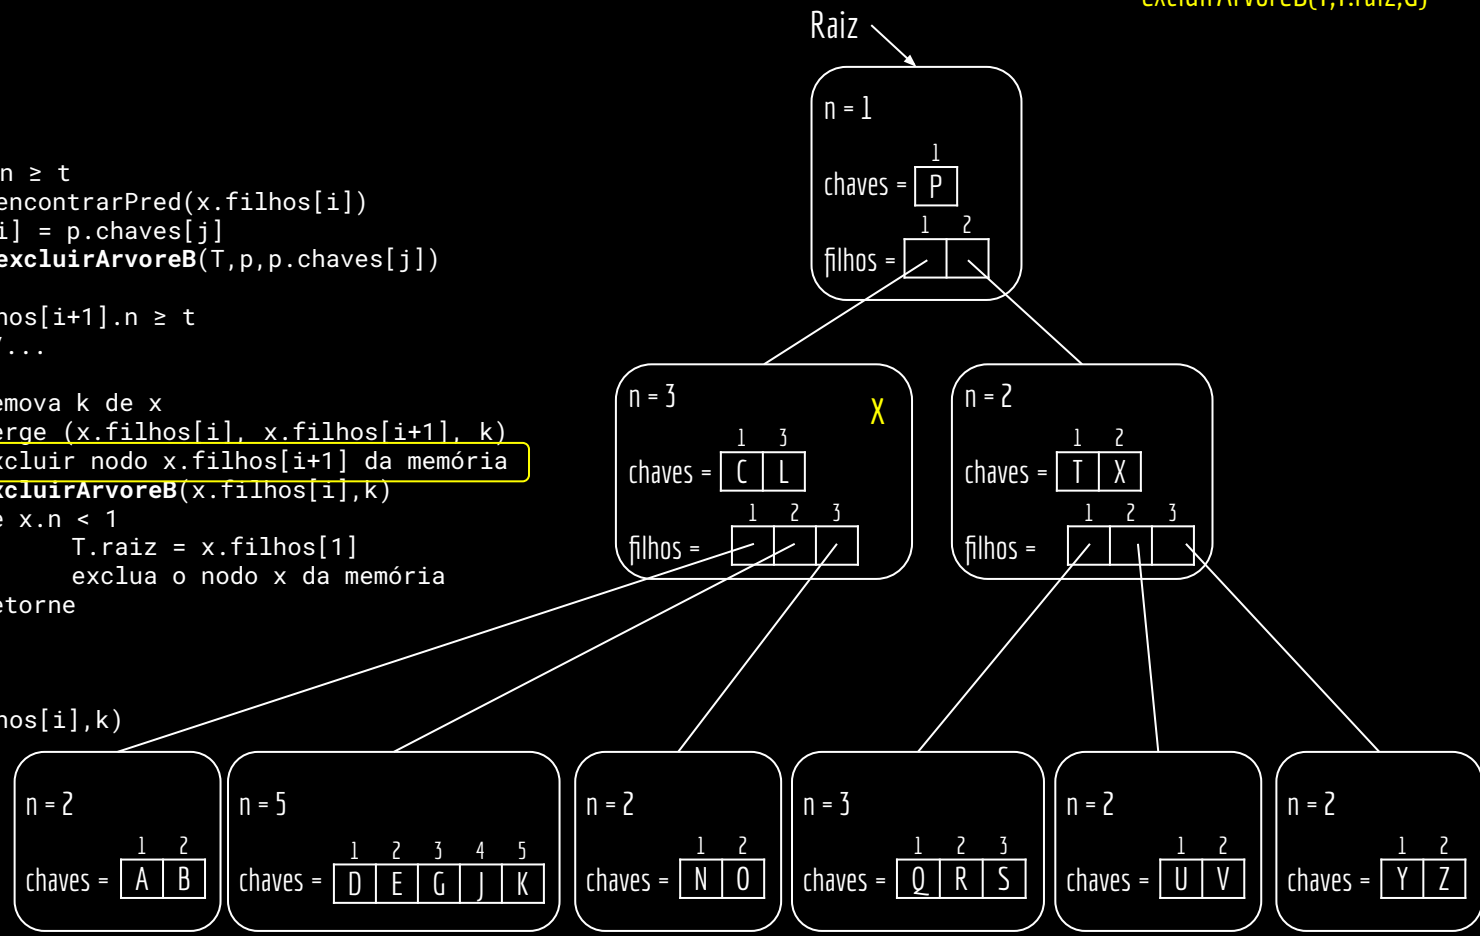 excluirArvoreB(T,T.raiz,G)
Raiz
n = 1
1
chaves = P
1 2
filhos =
n ≥ t
encontrarPred(x.filhos[i])
i] = p.chaves[j]
excluirArvoreB(T,p,p.chaves[j])
nos[i+1].n ≥ t
/...
emova k de x
erge (x.filhos[i], x.filhos[i+1], k)
xcluir nodo x.filhos[i+1] da memória
xcluirArvoreB(x.filhos[i],k)
e x.n < 1
T.raiz = x.filhos[1]
exclua o nodo x da memória
etorne
nos[i],k)
n = 3 X
1 3
chaves = C L
1 2 3
filhos =
n = 2
1 2
chaves = T X
1 2 3
filhos =
n = 2
1 2
chaves = A B
n = 5
1 2 3 4 5
chaves = D E G J K
n = 2
1 2
chaves = N O
n = 3
1 2 3
chaves = Q R S
n = 2
1 2
chaves = U V
n = 2
1 2
chaves = Y Z